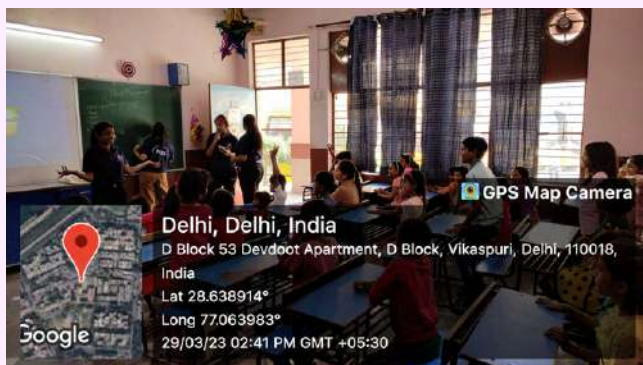 GPS Map Camera
Delhi, Delhi, India
D Block 53 Devdoot Apartment, D Block, Vikaspuri, Delhi, 110018,
India
Lat 28.638914°
Long 77.063983°
29/03/23 02:41 PM GMT +05:30
Google